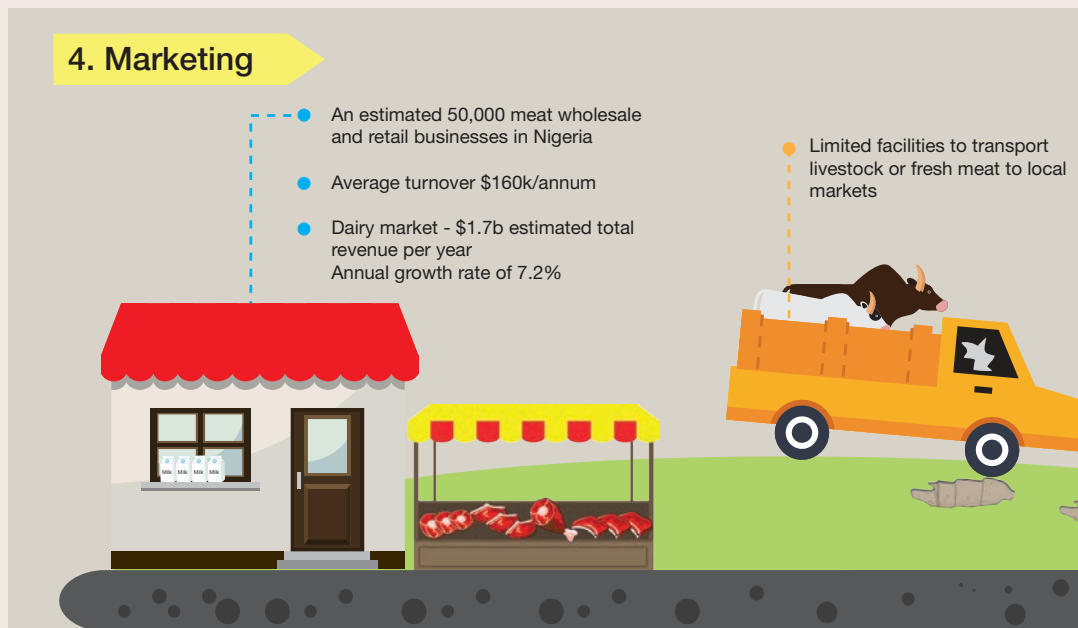 4. Marketing
An estimated 50,000 meat wholesale
and retail businesses in Nigeria
Average turnover $160k/annum
Dairy market - $1.7b estimated total
revenue per year
Annual growth rate of 7.2%
Limited facilities to transport
livestock or fresh meat to local
markets
Milk Milk Milk Milk